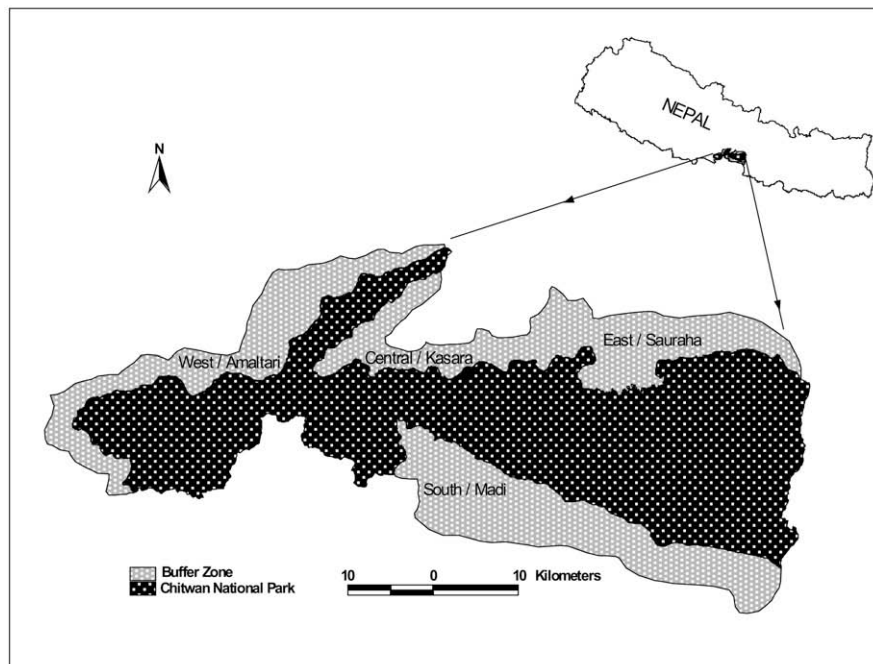 NEPAL
N
West / Amaltari
Central / Kasara
East / Sauraha
South / Madi
Buffer Zone
Chitwan National Park
10 0 10 Kilometers